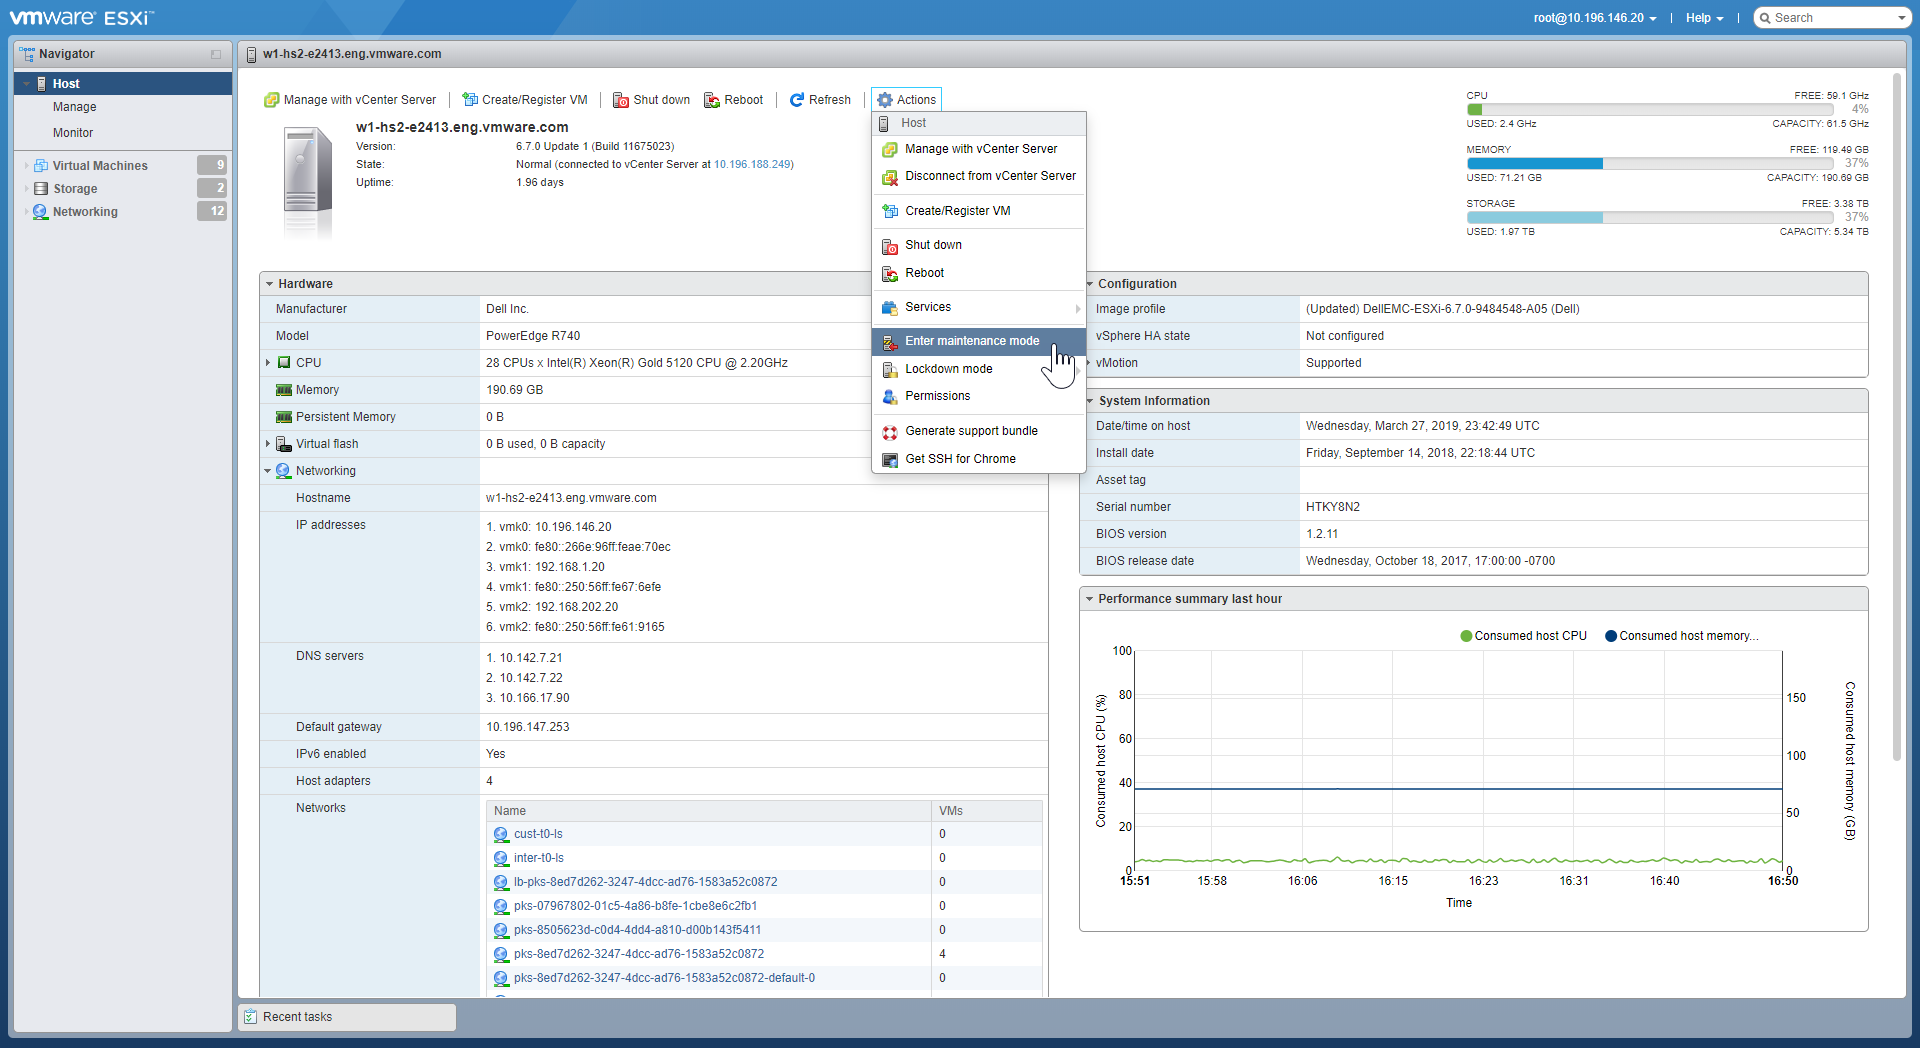 vmware ESXi™
root@10.196.146.20
Help
Search
Navigator
Host
Manage
Monitor
Virtual Machines 9
Storage 2
Networking 12
w1-hs2-e2413.eng.vmware.com
Manage with vCenter Server
Create/Register VM
Shut down
Reboot
Refresh
Actions
w1-hs2-e2413.eng.vmware.com
Version: 6.7.0 Update 1 (Build 11675023)
State: Normal (connected to vCenter Server at 10.196.188.249)
Uptime: 1.96 days
Host
Manage with vCenter Server
Disconnect from vCenter Server
Create/Register VM
Shut down
Reboot
Services
Enter maintenance mode
Lockdown mode
Permissions
Generate support bundle
Get SSH for Chrome
CPU FREE: 59.1 GHz
4%
USED: 2.4 GHz CAPACITY: 61.5 GHz
MEMORY FREE: 119.49 GB
37%
USED: 71.21 GB CAPACITY: 190.69 GB
STORAGE FREE: 3.38 TB
37%
USED: 1.97 TB CAPACITY: 5.34 TB
Hardware
Manufacturer Dell Inc.
Model PowerEdge R740
CPU 28 CPUs x Intel(R) Xeon(R) Gold 5120 CPU @ 2.20GHz
Memory 190.69 GB
Persistent Memory 0 B
Virtual flash 0 B used, 0 B capacity
Networking
Hostname w1-hs2-e2413.eng.vmware.com
IP addresses
1. vmk0: 10.196.146.20
2. vmk0: fe80::266e:96ff:feae:70ec
3. vmk1: 192.168.1.20
4. vmk1: fe80::250:56ff:fe67:6efe
5. vmk2: 192.168.202.20
6. vmk2: fe80::250:56ff:fe61:9165
DNS servers
1. 10.142.7.21
2. 10.142.7.22
3. 10.166.17.90
Default gateway 10.196.147.253
IPv6 enabled Yes
Host adapters 4
Networks
Name VMs
cust-t0-ls 0
inter-t0-ls 0
lb-pks-8ed7d262-3247-4dcc-ad76-1583a52c0872 0
pks-07967802-01c5-4a86-b8fe-1cbe8e6c2fb1 0
pks-8505623d-c0d4-4dd4-a810-d00b143f5411 0
pks-8ed7d262-3247-4dcc-ad76-1583a52c0872 4
pks-8ed7d262-3247-4dcc-ad76-1583a52c0872-default-0 0
Configuration
Image profile (Updated) DellEMC-ESXi-6.7.0-9484548-A05 (Dell)
vSphere HA state Not configured
vMotion Supported
System Information
Date/time on host Wednesday, March 27, 2019, 23:42:49 UTC
Install date Friday, September 14, 2018, 22:18:44 UTC
Asset tag
Serial number HTKY8N2
BIOS version 1.2.11
BIOS release date Wednesday, October 18, 2017, 17:00:00 -0700
Performance summary last hour
Consumed host CPU
Consumed host memory...
Consumed host CPU (%)
100
80
60
40
20
0
150
100
50
0
Consumed host memory (GB)
15:51 15:58 16:06 16:15 16:23 16:31 16:40 16:50
Time
Recent tasks